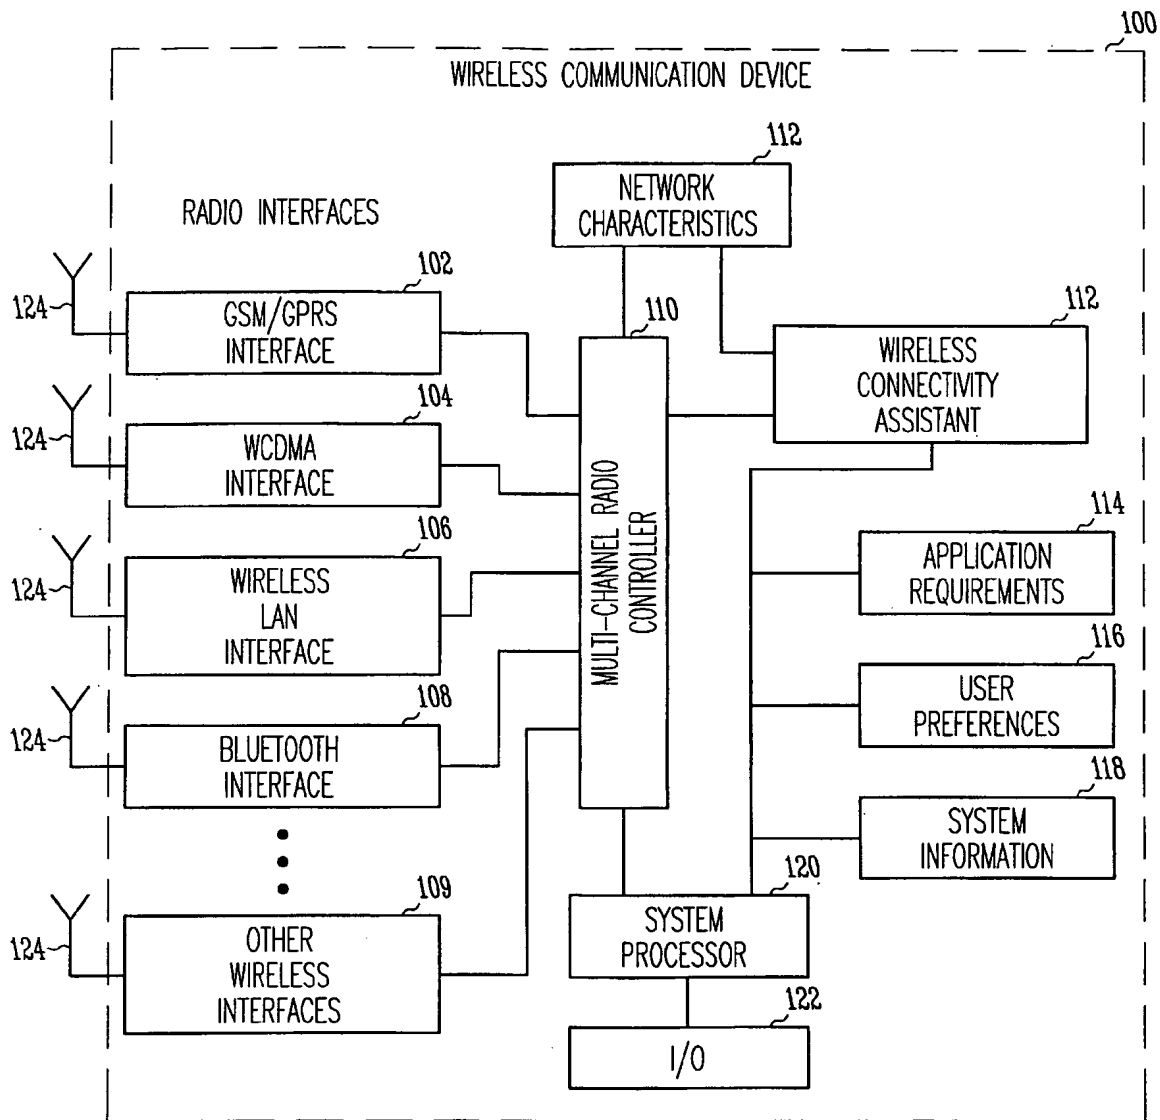 100
WIRELESS COMMUNICATION DEVICE
112
NETWORK
CHARACTERISTICS
RADIO INTERFACES
102
124
GSM/GPRS
INTERFACE
110
112
WIRELESS
CONNECTIVITY
ASSISTANT
104
124
WCDMA
INTERFACE
MULTI-CHANNEL RADIO
CONTROLLER
106
124
WIRELESS
LAN
INTERFACE
114
APPLICATION
REQUIREMENTS
116
USER
PREFERENCES
108
124
BLUETOOTH
INTERFACE
118
SYSTEM
INFORMATION
109
124
OTHER
WIRELESS
INTERFACES
120
SYSTEM
PROCESSOR
122
I/O